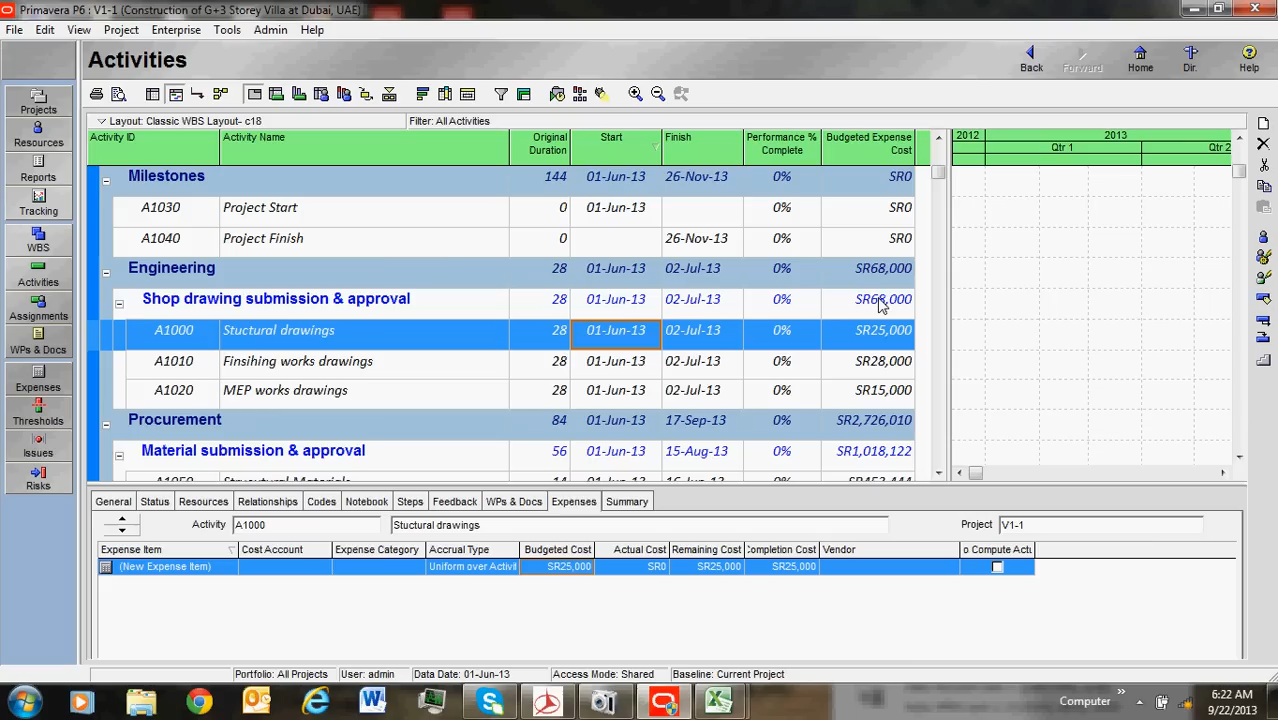 Primavera P6 : V1-1 (Construction of G+3 Storey Villa at Dubai, UAE)
File Edit View Project Enterprise Tools Admin Help
Activities
Back Forward Home Dir. Help
Projects
Resources
Reports
Tracking
WBS
Activities
Assignments
WPs & Docs
Expenses
Thresholds
Issues
Risks
Layout: Classic WBS Layout- c18 Filter: All Activities
Activity ID Activity Name Original Duration Start Finish Performance % Complete Budgeted Expense Cost 2012 2013
Qtr 1 Qtr 2
Milestones 144 01-Jun-13 26-Nov-13 0% SR0
A1030 Project Start 0 01-Jun-13 0% SR0
A1040 Project Finish 0 26-Nov-13 0% SR0
Engineering 28 01-Jun-13 02-Jul-13 0% SR68,000
Shop drawing submission & approval 28 01-Jun-13 02-Jul-13 0% SR68,000
A1000 Stuctural drawings 28 01-Jun-13 02-Jul-13 0% SR25,000
A1010 Finsihing works drawings 28 01-Jun-13 02-Jul-13 0% SR28,000
A1020 MEP works drawings 28 01-Jun-13 02-Jul-13 0% SR15,000
Procurement 84 01-Jun-13 17-Sep-13 0% SR2,726,010
Material submission & approval 56 01-Jun-13 15-Aug-13 0% SR1,018,122
General Status Resources Relationships Codes Notebook Steps Feedback WPs & Docs Expenses Summary
Activity A1000 Stuctural drawings Project V1-1
Expense Item Cost Account Expense Category Accrual Type Budgeted Cost Actual Cost Remaining Cost Completion Cost Vendor o Compute Actu
(New Expense Item) Uniform over Activit SR25,000 SR0 SR25,000 SR25,000
Portfolio: All Projects User: admin Data Date: 01-Jun-13 Access Mode: Shared Baseline: Current Project
Computer
6:22 AM
9/22/2013